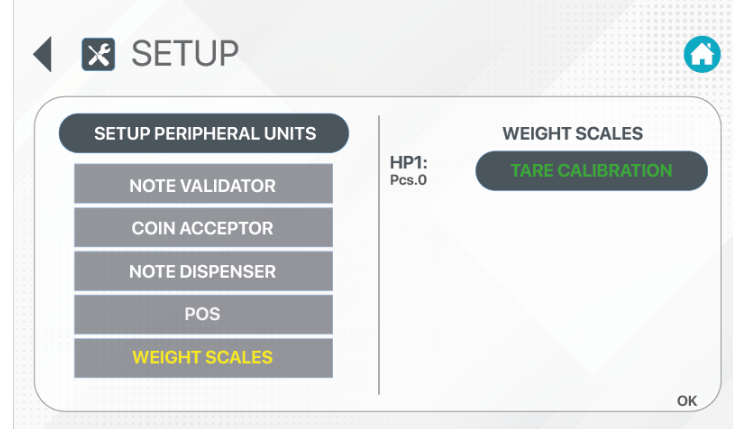 SETUP
SETUP PERIPHERAL UNITS
NOTE VALIDATOR
COIN ACCEPTOR
NOTE DISPENSER
POS
WEIGHT SCALES
WEIGHT SCALES
HP1:
Pcs.0
TARE CALIBRATION
OK